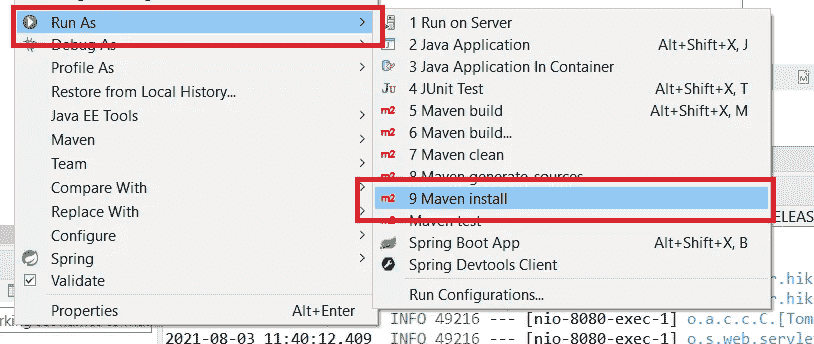 Run As
Debug As
Profile As
Restore from Local History...
Java EE Tools
Maven
Team
Compare With
Replace With
Configure
Spring
Validate
Properties Alt+Enter
1 Run on Server
2 Java Application Alt+Shift+X, J
3 Java Application In Container
Ju 4 JUnit Test Alt+Shift+X, T
m2 5 Maven build Alt+Shift+X, M
m2 6 Maven build...
m2 7 Maven clean
m2 8 Maven generate-sources
m2 9 Maven install
m2 Maven test
Spring Boot App Alt+Shift+X, B
Spring Devtools Client
Run Configurations...
ELEAS
r.hik
r.hik
INFO 49216 --- [nio-8080-exec-1] o.a.c.c.C.[Tom
2021-08-03 11:40:12.409 INFO 49216 --- [nio-8080-exec-1] o.s.web.servle